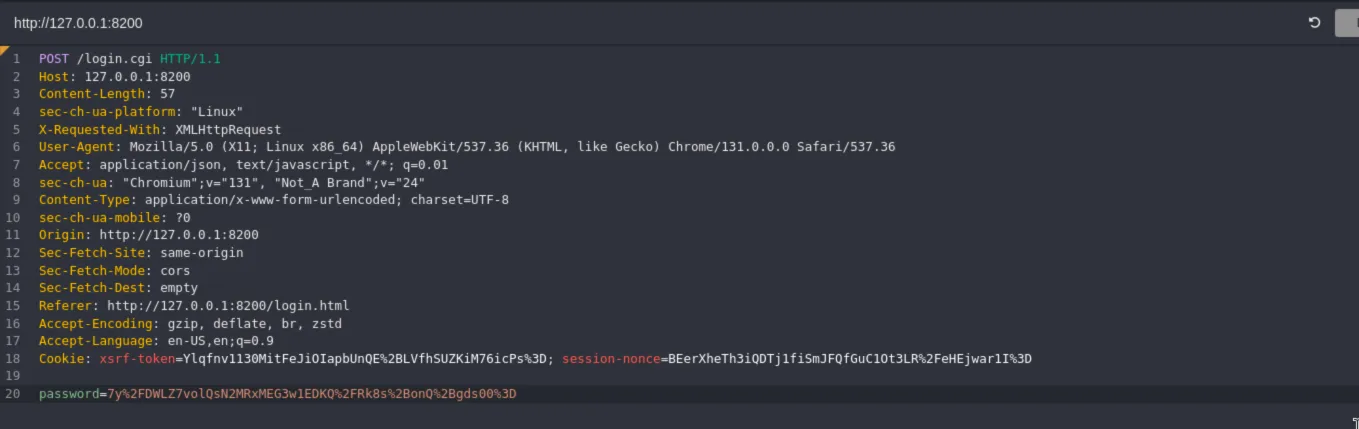 http://127.0.0.1:8200
1 POST /login.cgi HTTP/1.1
2 Host: 127.0.0.1:8200
3 Content-Length: 57
4 sec-ch-ua-platform: "Linux"
5 X-Requested-With: XMLHttpRequest
6 User-Agent: Mozilla/5.0 (X11; Linux x86_64) AppleWebKit/537.36 (KHTML, like Gecko) Chrome/131.0.0.0 Safari/537.36
7 Accept: application/json, text/javascript, */*; q=0.01
8 sec-ch-ua: "Chromium";v="131", "Not_A Brand";v="24"
9 Content-Type: application/x-www-form-urlencoded; charset=UTF-8
10 sec-ch-ua-mobile: ?0
11 Origin: http://127.0.0.1:8200
12 Sec-Fetch-Site: same-origin
13 Sec-Fetch-Mode: cors
14 Sec-Fetch-Dest: empty
15 Referer: http://127.0.0.1:8200/login.html
16 Accept-Encoding: gzip, deflate, br, zstd
17 Accept-Language: en-US,en;q=0.9
18 Cookie: xsrf-token=Ylqfnv1130MitFeJiOIapbUnQE%2BLVfhSUZKiM76icPs%3D; session-nonce=BEerXheTh3iQDTj1fiSmJFQfGuC1Ot3LR%2FeHEjwar1I%3D
19
20 password=7y%2FDWLZ7volQsN2MRxMEG3w1EDKQ%2FRk8s%2BonQ%2Bgds00%3D